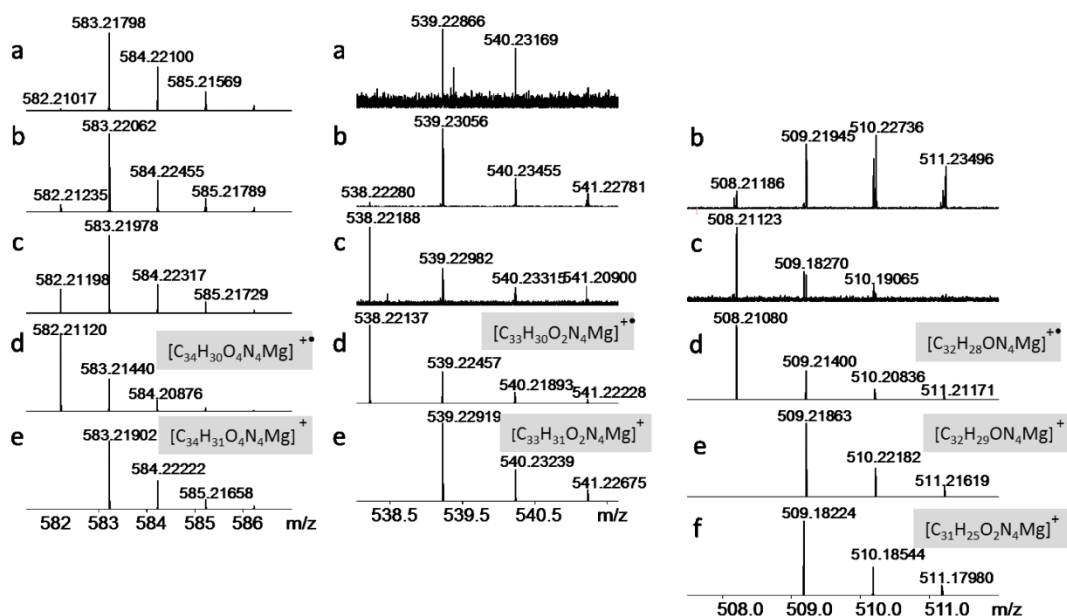 a
583.21798
584.22100
585.21569
582.21017
b
583.22062
584.22455
585.21789
582.21235
c
583.21978
584.22317
585.21729
582.21198
d
582.21120
583.21440
584.20876
[C34H30O4N4Mg]+•
e
583.21902
584.22222
585.21658
[C34H31O4N4Mg]+
582 583 584 585 586 m/z
a
539.22866
540.23169
b
539.23056
540.23455
541.22781
538.22280
c
538.22188
539.22982
540.23315
541.20900
d
538.22137
539.22457
540.21893
541.22228
[C33H30O2N4Mg]+•
e
539.22919
540.23239
541.22675
[C33H31O2N4Mg]+
538.5 539.5 540.5 m/z
b
509.21945
510.22736
511.23496
508.21186
c
508.21123
509.18270
510.19065
d
508.21080
509.21400
510.20836
511.21171
[C32H28ON4Mg]+•
e
509.21863
510.22182
511.21619
[C32H29ON4Mg]+
f
509.18224
510.18544
511.17980
[C31H25O2N4Mg]+
508.0 509.0 510.0 511.0 m/z